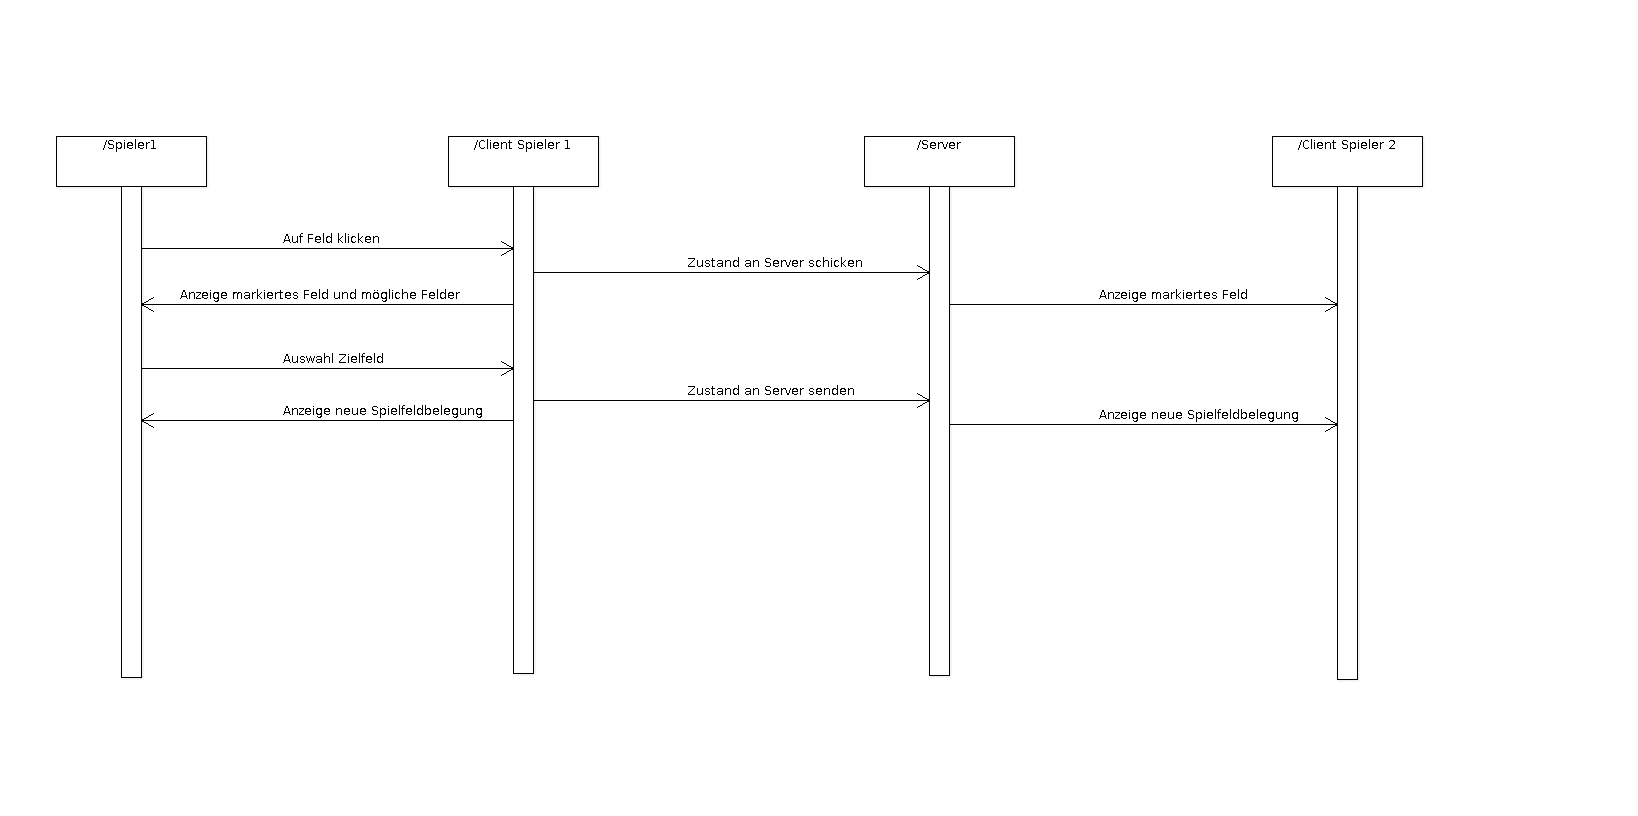 /Spieler1
/Client Spieler 1
/Server
/Client Spieler 2
Auf Feld klicken
Zustand an Server schicken
Anzeige markiertes Feld und mögliche Felder
Anzeige markiertes Feld
Auswahl Zielfeld
Zustand an Server senden
Anzeige neue Spielfeldbelegung
Anzeige neue Spielfeldbelegung